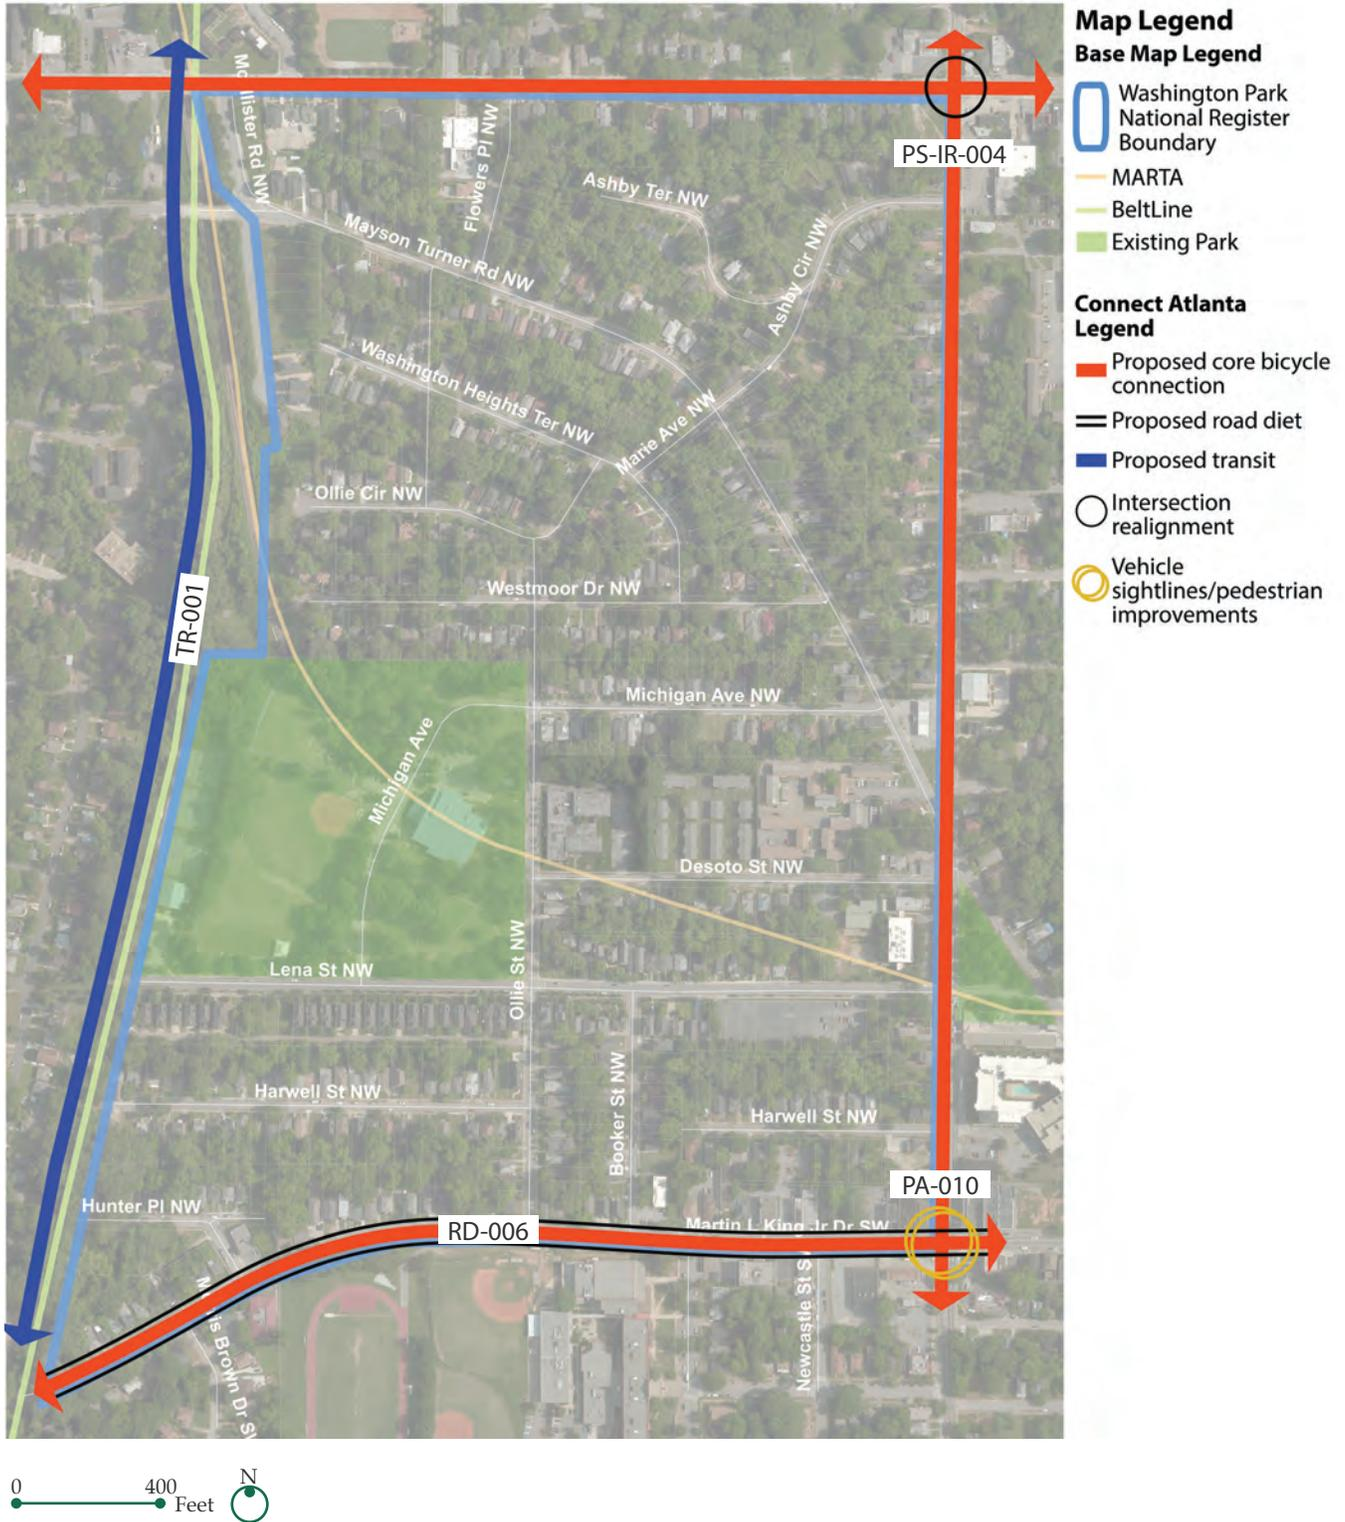 Map Legend
Base Map Legend
Washington Park
National Register
Boundary
MARTA
BeltLine
Existing Park
Connect Atlanta
Legend
Proposed core bicycle
connection
Proposed road diet
Proposed transit
Intersection
realignment
Vehicle
sightlines/pedestrian
improvements
PS-IR-004
Flowers Pl NW
Ashby Ter NW
Mayson Turner Rd NW
Ashby Cir NW
Washington Heights Ter NW
Marie Ave NW
Ollie Cir NW
Westmoor Dr NW
TR-001
Michigan Ave NW
Michigan Ave
Desoto St NW
Lena St NW
Ollie St NW
Harwell St NW
Booker St NW
Harwell St NW
PA-010
Hunter Pl NW
RD-006
Martin L King Jr Dr SW
Newcastle St S
Brown Dr S
0 400 Feet
N